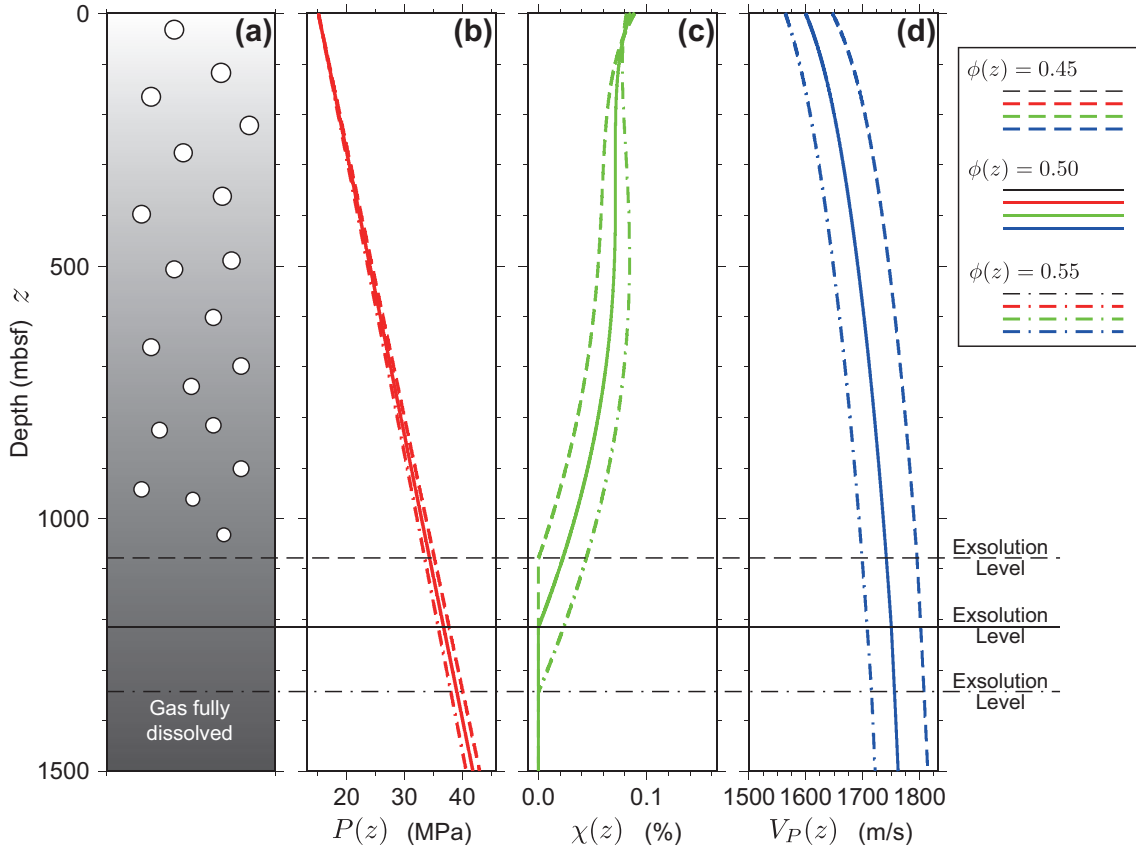 (a) (b) (c) (d)
0
500
1000
1500
Depth (mbsf) z
Gas fully
dissolved
20 30 40
P(z) (MPa)
0.0 0.1
χ(z) (%)
1500 1600 1700 1800
V_P(z) (m/s)
Exsolution
Level
Exsolution
Level
Exsolution
Level
ϕ(z) = 0.45
ϕ(z) = 0.50
ϕ(z) = 0.55